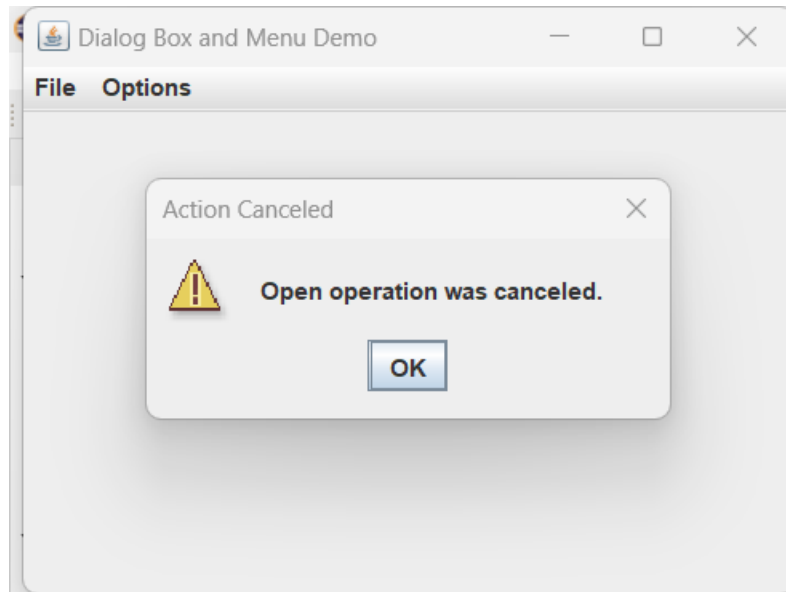 Dialog Box and Menu Demo
File Options
Action Canceled
Open operation was canceled.
OK